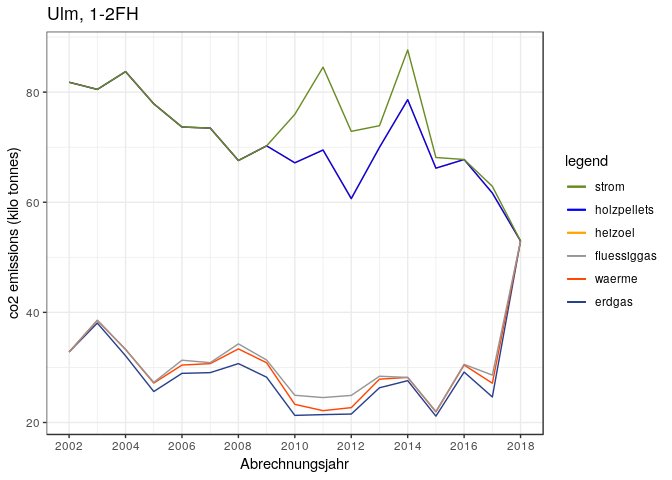 Ulm, 1-2FH
co2 emissions (kilo tonnes)
80
60
40
20
2002 2004 2006 2008 2010 2012 2014 2016 2018
Abrechnungsjahr
legend
strom
holzpellets
heizoel
fluessiggas
waerme
erdgas